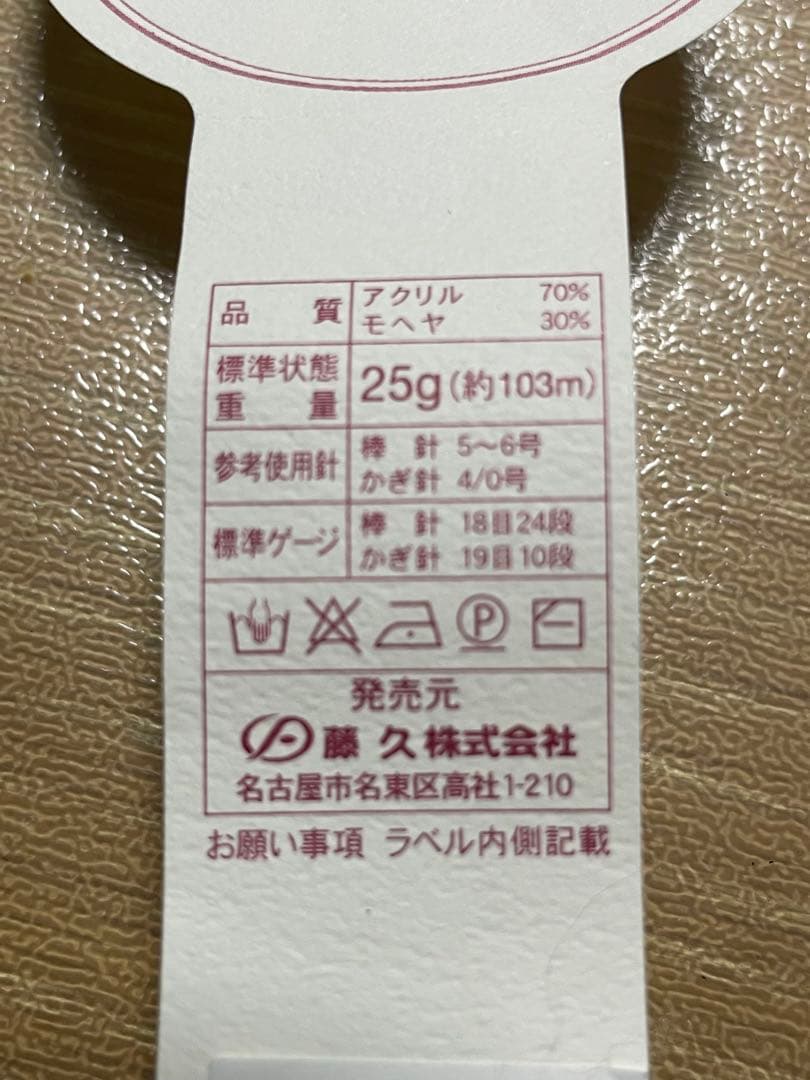 品質 アクリル 70%
モヘヤ 30%
標準状態
重量 25g(約103m)
参考使用針 棒針 5〜6号
かぎ針 4/0号
標準ゲージ 棒針 18目24段
かぎ針 19目10段
P
発売元
藤久株式会社
名古屋市名東区高社1-210
お願い事項 ラベル内側記載